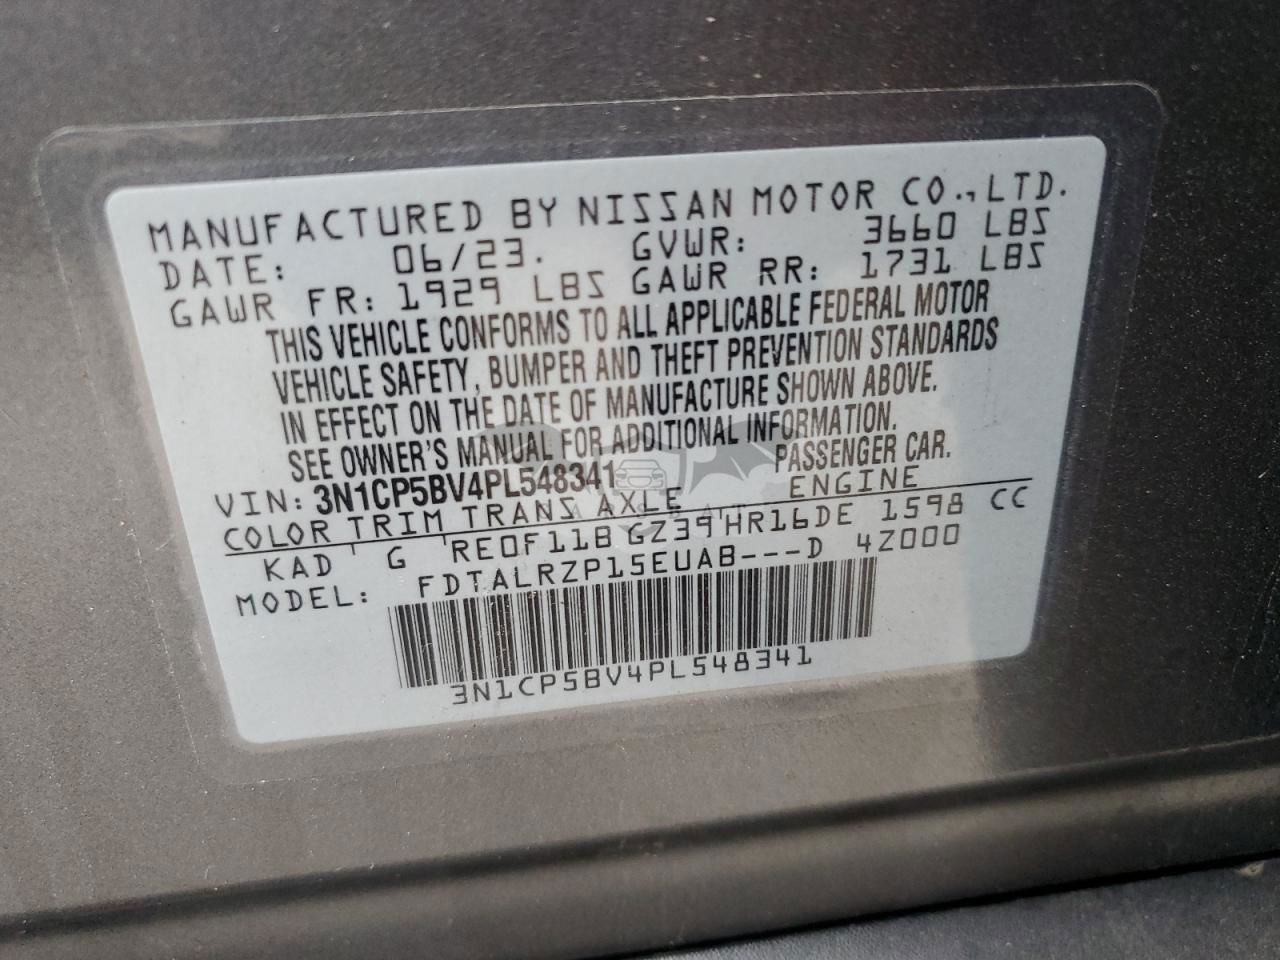 MANUFACTURED BY NISSAN MOTOR CO.,LTD.
DATE: 06/23. GVWR: 3660 LBS
GAWR FR: 1929 LBS GAWR RR: 1731 LBS
THIS VEHICLE CONFORMS TO ALL APPLICABLE FEDERAL MOTOR
VEHICLE SAFETY, BUMPER AND THEFT PREVENTION STANDARDS
IN EFFECT ON THE DATE OF MANUFACTURE SHOWN ABOVE.
SEE OWNER'S MANUAL FOR ADDITIONAL INFORMATION.
VIN: 3N1CP5BV4PL548341 PASSENGER CAR.
COLOR TRIM TRANS AXLE ENGINE
KAD ' G ' RE0F11B GZ39'HR16DE 1598 CC
MODEL: FDTALRZP15EUAB---D 4Z000
3N1CP5BV4PL548341